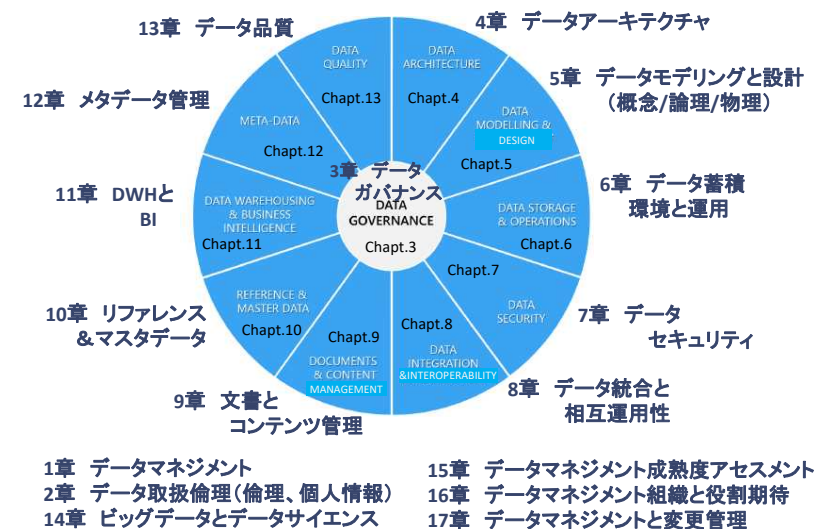 13章 データ品質
4章 データアーキテクチャ
DATA
QUALITY
Chapt.13
DATA
ARCHITECTURE
Chapt.4
5章 データモデリングと設計
（概念/論理/物理）
12章 メタデータ管理
META-DATA
Chapt.12
DATA
MODELLING &
DESIGN
Chapt.5
3章 データ
ガバナンス
DATA
GOVERNANCE
Chapt.3
11章 DWHと
BI
DATA WAREHOUSING
& BUSINESS
INTELLIGENCE
Chapt.11
DATA STORAGE
& OPERATIONS
Chapt.6
6章 データ蓄積
環境と運用
10章 リファレンス
＆マスタデータ
REFERENCE &
MASTER DATA
Chapt.10
Chapt.7
DATA
SECURITY
7章 データ
セキュリティ
Chapt.9
DOCUMENTS
& CONTENT
MANAGEMENT
Chapt.8
DATA
INTEGRATION
&INTEROPERABILITY
9章 文書と
コンテンツ管理
8章 データ統合と
相互運用性
1章 データマネジメント
2章 データ取扱倫理（倫理、個人情報）
14章 ビッグデータとデータサイエンス
15章 データマネジメント成熟度アセスメント
16章 データマネジメント組織と役割期待
17章 データマネジメントと変更管理